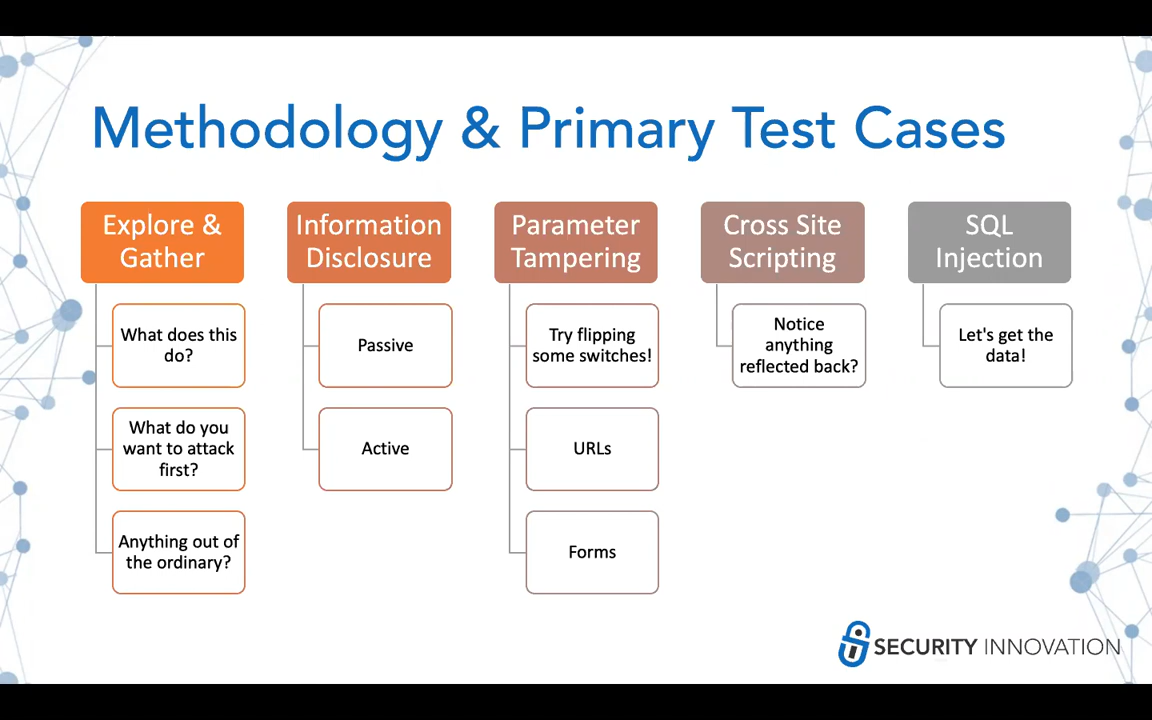 Methodology & Primary Test Cases
Explore &
Gather
What does this
do?
What do you
want to attack
first?
Anything out of
the ordinary?
Information
Disclosure
Passive
Active
Parameter
Tampering
Try flipping
some switches!
URLs
Forms
Cross Site
Scripting
Notice
anything
reflected back?
SQL
Injection
Let's get the
data!
SECURITY INNOVATION